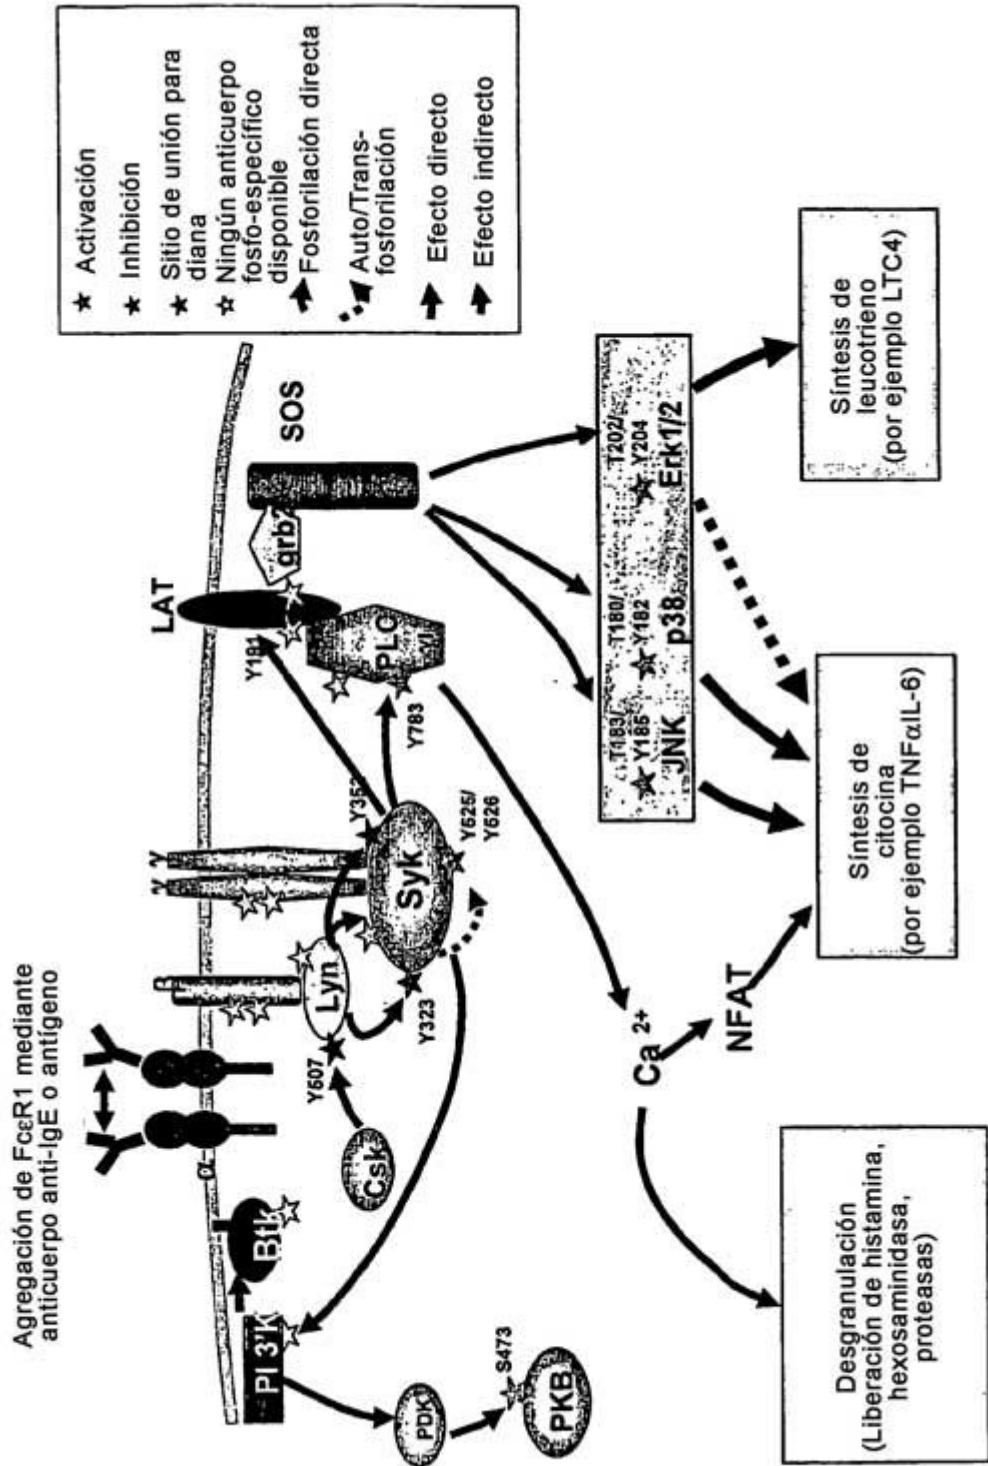 Agregación de FcεR1 mediante
anticuerpo anti-IgE o antígeno
α
β
γ
γ
LAT
SOS
grb2
PLC
γ1
Y191
Y783
Y352
Syk
Y525/
Y526
Lyn
Y323
Y507
Csk
Btk
PI 3'K
PDK
S473
PKB
Ca 2+
NFAT
T183/
Y185
JNK
T180/
Y182
p38
T202/
Y204
Erk1/2
Desgranulación
(Liberación de histamina,
hexosaminidasa,
proteasas)
Síntesis de
citocina
(por ejemplo TNFαIL-6)
Síntesis de
leucotrieno
(por ejemplo LTC4)
Activación
Inhibición
Sitio de unión para
diana
Ningún anticuerpo
fosfo-específico
disponible
Fosforilación directa
Auto/Trans-
fosforilación
Efecto directo
Efecto indirecto